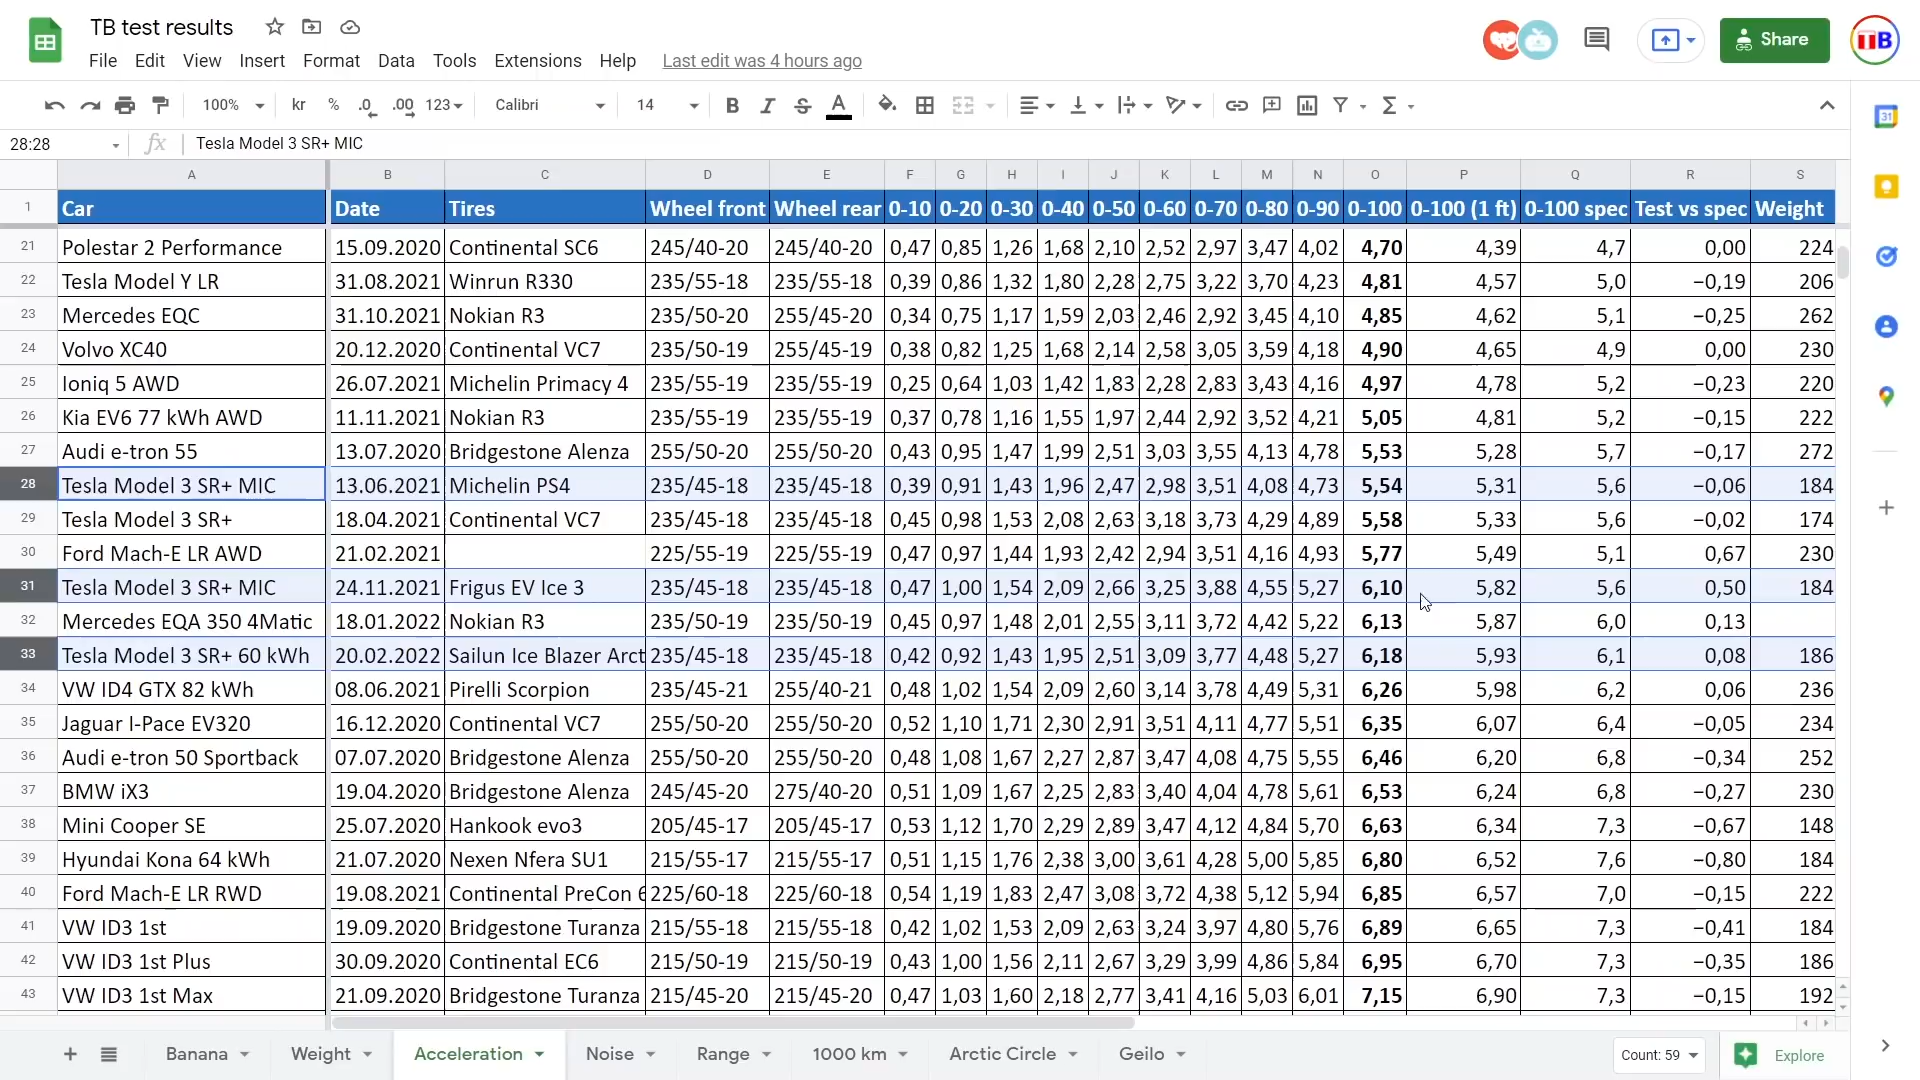 TB test results
File Edit View Insert Format Data Tools Extensions Help Last edit was 4 hours ago
Share
TTB
100% kr % .0 .00 123 Calibri 14 B I S A
31
28:28 fx Tesla Model 3 SR+ MIC
A B C D E F G H I J K L M N O P Q R S
1 Car Date Tires Wheel front Wheel rear 0-10 0-20 0-30 0-40 0-50 0-60 0-70 0-80 0-90 0-100 0-100 (1 ft) 0-100 spec Test vs spec Weight
21 Polestar 2 Performance 15.09.2020 Continental SC6 245/40-20 245/40-20 0,47 0,85 1,26 1,68 2,10 2,52 2,97 3,47 4,02 4,70 4,39 4,7 0,00 224
22 Tesla Model Y LR 31.08.2021 Winrun R330 235/55-18 235/55-18 0,39 0,86 1,32 1,80 2,28 2,75 3,22 3,70 4,23 4,81 4,57 5,0 −0,19 206
23 Mercedes EQC 31.10.2021 Nokian R3 235/50-20 255/45-20 0,34 0,75 1,17 1,59 2,03 2,46 2,92 3,45 4,10 4,85 4,62 5,1 −0,25 262
24 Volvo XC40 20.12.2020 Continental VC7 235/50-19 255/45-19 0,38 0,82 1,25 1,68 2,14 2,58 3,05 3,59 4,18 4,90 4,65 4,9 0,00 230
25 Ioniq 5 AWD 26.07.2021 Michelin Primacy 4 235/55-19 235/55-19 0,25 0,64 1,03 1,42 1,83 2,28 2,83 3,43 4,16 4,97 4,78 5,2 −0,23 220
26 Kia EV6 77 kWh AWD 11.11.2021 Nokian R3 235/55-19 235/55-19 0,37 0,78 1,16 1,55 1,97 2,44 2,92 3,52 4,21 5,05 4,81 5,2 −0,15 222
27 Audi e-tron 55 13.07.2020 Bridgestone Alenza 255/50-20 255/50-20 0,43 0,95 1,47 1,99 2,51 3,03 3,55 4,13 4,78 5,53 5,28 5,7 −0,17 272
28 Tesla Model 3 SR+ MIC 13.06.2021 Michelin PS4 235/45-18 235/45-18 0,39 0,91 1,43 1,96 2,47 2,98 3,51 4,08 4,73 5,54 5,31 5,6 −0,06 184
29 Tesla Model 3 SR+ 18.04.2021 Continental VC7 235/45-18 235/45-18 0,45 0,98 1,53 2,08 2,63 3,18 3,73 4,29 4,89 5,58 5,33 5,6 −0,02 174
30 Ford Mach-E LR AWD 21.02.2021 225/55-19 225/55-19 0,47 0,97 1,44 1,93 2,42 2,94 3,51 4,16 4,93 5,77 5,49 5,1 0,67 230
31 Tesla Model 3 SR+ MIC 24.11.2021 Frigus EV Ice 3 235/45-18 235/45-18 0,47 1,00 1,54 2,09 2,66 3,25 3,88 4,55 5,27 6,10 5,82 5,6 0,50 184
32 Mercedes EQA 350 4Matic 18.01.2022 Nokian R3 235/50-19 235/50-19 0,45 0,97 1,48 2,01 2,55 3,11 3,72 4,42 5,22 6,13 5,87 6,0 0,13
33 Tesla Model 3 SR+ 60 kWh 20.02.2022 Sailun Ice Blazer Arct 235/45-18 235/45-18 0,42 0,92 1,43 1,95 2,51 3,09 3,77 4,48 5,27 6,18 5,93 6,1 0,08 186
34 VW ID4 GTX 82 kWh 08.06.2021 Pirelli Scorpion 235/45-21 255/40-21 0,48 1,02 1,54 2,09 2,60 3,14 3,78 4,49 5,31 6,26 5,98 6,2 0,06 236
35 Jaguar I-Pace EV320 16.12.2020 Continental VC7 255/50-20 255/50-20 0,52 1,10 1,71 2,30 2,91 3,51 4,11 4,77 5,51 6,35 6,07 6,4 −0,05 234
36 Audi e-tron 50 Sportback 07.07.2020 Bridgestone Alenza 255/50-20 255/50-20 0,48 1,08 1,67 2,27 2,87 3,47 4,08 4,75 5,55 6,46 6,20 6,8 −0,34 252
37 BMW iX3 19.04.2020 Bridgestone Alenza 245/45-20 275/40-20 0,51 1,09 1,67 2,25 2,83 3,40 4,04 4,78 5,61 6,53 6,24 6,8 −0,27 230
38 Mini Cooper SE 25.07.2020 Hankook evo3 205/45-17 205/45-17 0,53 1,12 1,70 2,29 2,89 3,47 4,12 4,84 5,70 6,63 6,34 7,3 −0,67 148
39 Hyundai Kona 64 kWh 21.07.2020 Nexen Nfera SU1 215/55-17 215/55-17 0,51 1,15 1,76 2,38 3,00 3,61 4,28 5,00 5,85 6,80 6,52 7,6 −0,80 184
40 Ford Mach-E LR RWD 19.08.2021 Continental PreCon 6 225/60-18 225/60-18 0,54 1,19 1,83 2,47 3,08 3,72 4,38 5,12 5,94 6,85 6,57 7,0 −0,15 222
41 VW ID3 1st 19.09.2020 Bridgestone Turanza 215/55-18 215/55-18 0,42 1,02 1,53 2,09 2,63 3,24 3,97 4,80 5,76 6,89 6,65 7,3 −0,41 184
42 VW ID3 1st Plus 30.09.2020 Continental EC6 215/50-19 215/50-19 0,43 1,00 1,56 2,11 2,67 3,29 3,99 4,86 5,84 6,95 6,70 7,3 −0,35 186
43 VW ID3 1st Max 21.09.2020 Bridgestone Turanza 215/45-20 215/45-20 0,47 1,03 1,60 2,18 2,77 3,41 4,16 5,03 6,01 7,15 6,90 7,3 −0,15 192
Banana Weight Acceleration Noise Range 1000 km Arctic Circle Geilo Count: 59 Explore